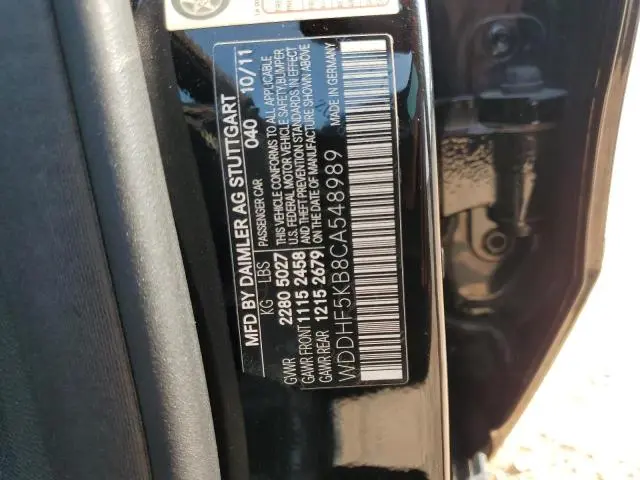 MFD BY DAIMLER AG STUTTGART
040 10/11
PASSENGER CAR
KG LBS
GVWR 2280 5027
GAWR FRONT 1115 2458
GAWR REAR 1215 2679
THIS VEHICLE CONFORMS TO ALL APPLICABLE
U.S. FEDERAL MOTOR VEHICLE SAFETY,BUMPER
AND THEFT PREVENTION STANDARDS IN EFFECT
ON THE DATE OF MANUFACTURE SHOWN ABOVE
MADE IN GERMANY
WDDHF5KB8CA548989